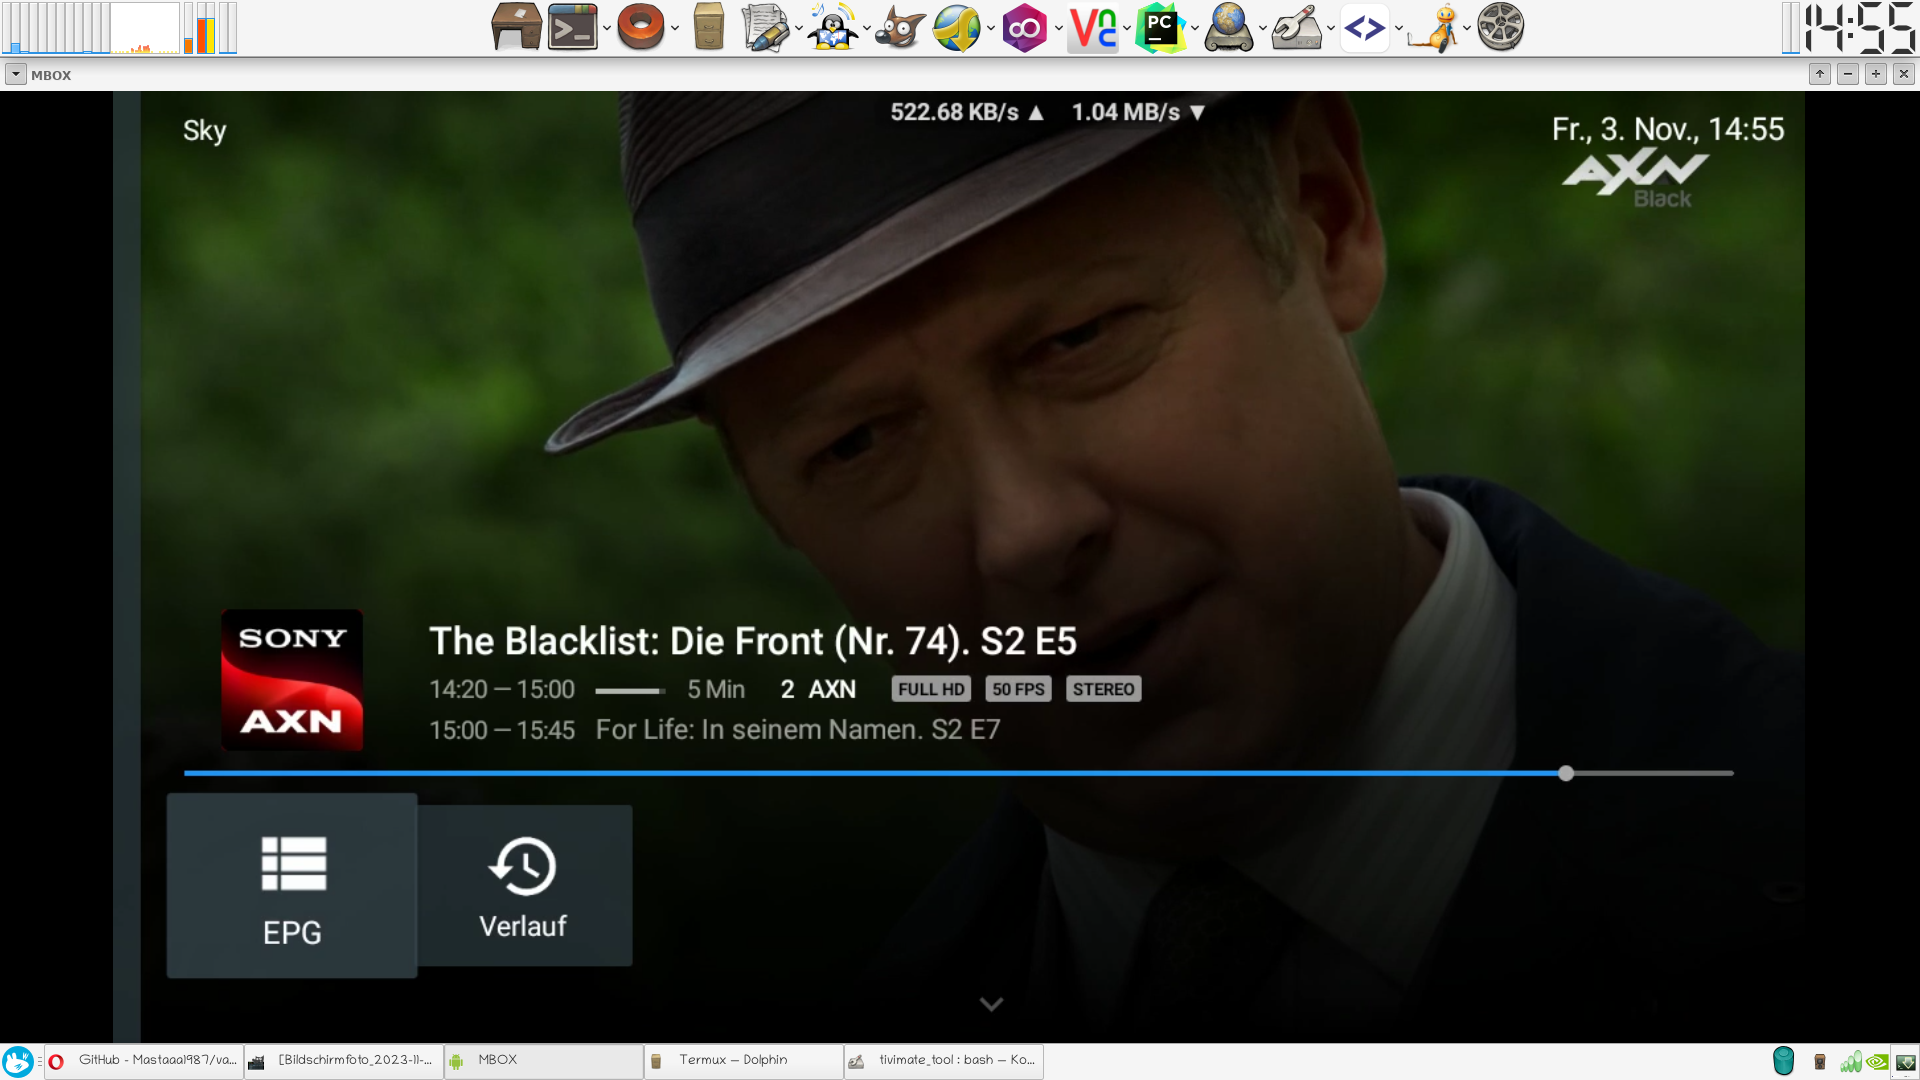 14:55
PC
MBOX
522.68 KB/s ▲ 1.04 MB/s ▼
Sky
Fr., 3. Nov., 14:55
AXN
Black
SONY
AXN
The Blacklist: Die Front (Nr. 74). S2 E5
14:20 — 15:00 5 Min 2 AXN FULL HD 50 FPS STEREO
15:00 — 15:45 For Life: In seinem Namen. S2 E7
EPG
Verlauf
GitHub - Mastaaa1987/va...
[Bildschirmfoto_2023-11-...
MBOX
Termux — Dolphin
tivimate_tool : bash — Ko...